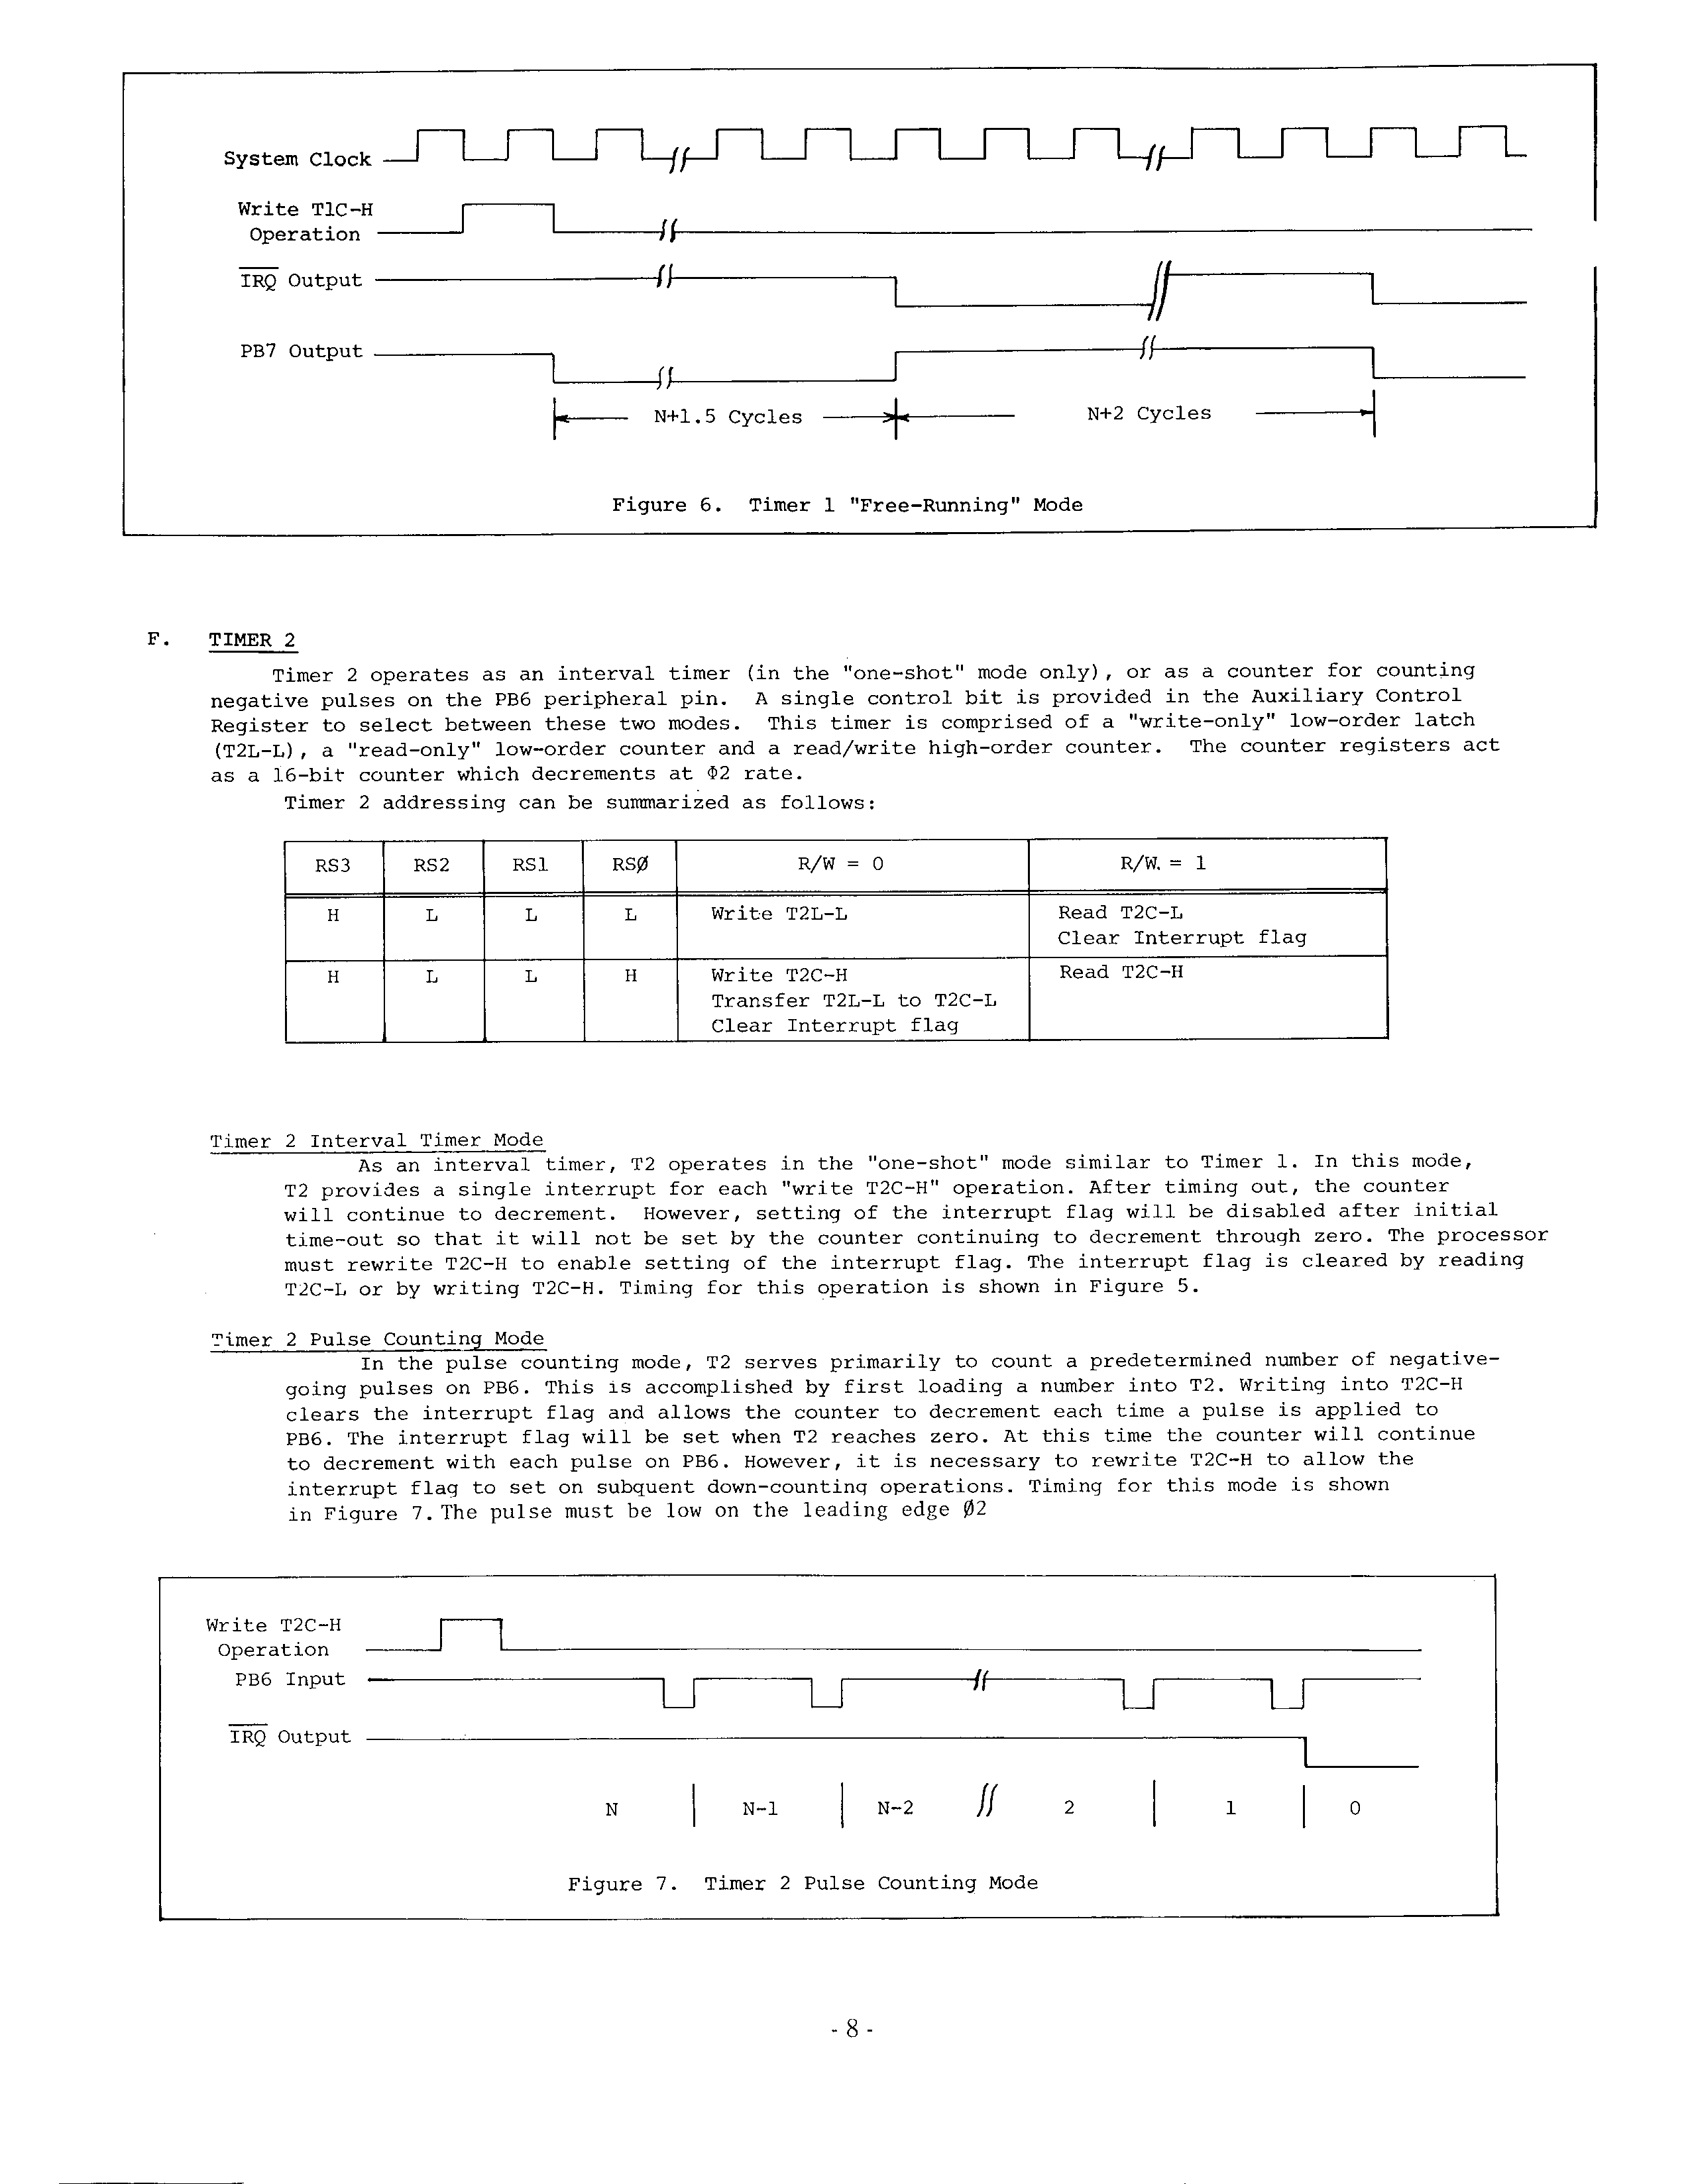 System Clock
Write T1C-H
Operation
IRQ Output
PB7 Output
N+1.5 Cycles
N+2 Cycles
Figure 6. Timer 1 "Free-Running" Mode
F. TIMER 2
Timer 2 operates as an interval timer (in the "one-shot" mode only), or as a counter for counting
negative pulses on the PB6 peripheral pin. A single control bit is provided in the Auxiliary Control
Register to select between these two modes. This timer is comprised of a "write-only" low-order latch
(T2L-L), a "read-only" low-order counter and a read/write high-order counter. The counter registers act
as a 16-bit counter which decrements at Φ2 rate.
Timer 2 addressing can be summarized as follows:
RS3 RS2 RS1 RSØ R/W = 0 R/W = 1
H L L L Write T2L-L Read T2C-L
Clear Interrupt flag
H L L H Write T2C-H Read T2C-H
Transfer T2L-L to T2C-L
Clear Interrupt flag
Timer 2 Interval Timer Mode
As an interval timer, T2 operates in the "one-shot" mode similar to Timer 1. In this mode,
T2 provides a single interrupt for each "write T2C-H" operation. After timing out, the counter
will continue to decrement. However, setting of the interrupt flag will be disabled after initial
time-out so that it will not be set by the counter continuing to decrement through zero. The processor
must rewrite T2C-H to enable setting of the interrupt flag. The interrupt flag is cleared by reading
T2C-L or by writing T2C-H. Timing for this operation is shown in Figure 5.
Timer 2 Pulse Counting Mode
In the pulse counting mode, T2 serves primarily to count a predetermined number of negative-
going pulses on PB6. This is accomplished by first loading a number into T2. Writing into T2C-H
clears the interrupt flag and allows the counter to decrement each time a pulse is applied to
PB6. The interrupt flag will be set when T2 reaches zero. At this time the counter will continue
to decrement with each pulse on PB6. However, it is necessary to rewrite T2C-H to allow the
interrupt flag to set on subquent down-counting operations. Timing for this mode is shown
in Figure 7. The pulse must be low on the leading edge Ø2
Write T2C-H
Operation
PB6 Input
IRQ Output
N N-1 N-2 2 1 0
Figure 7. Timer 2 Pulse Counting Mode
- 8 -